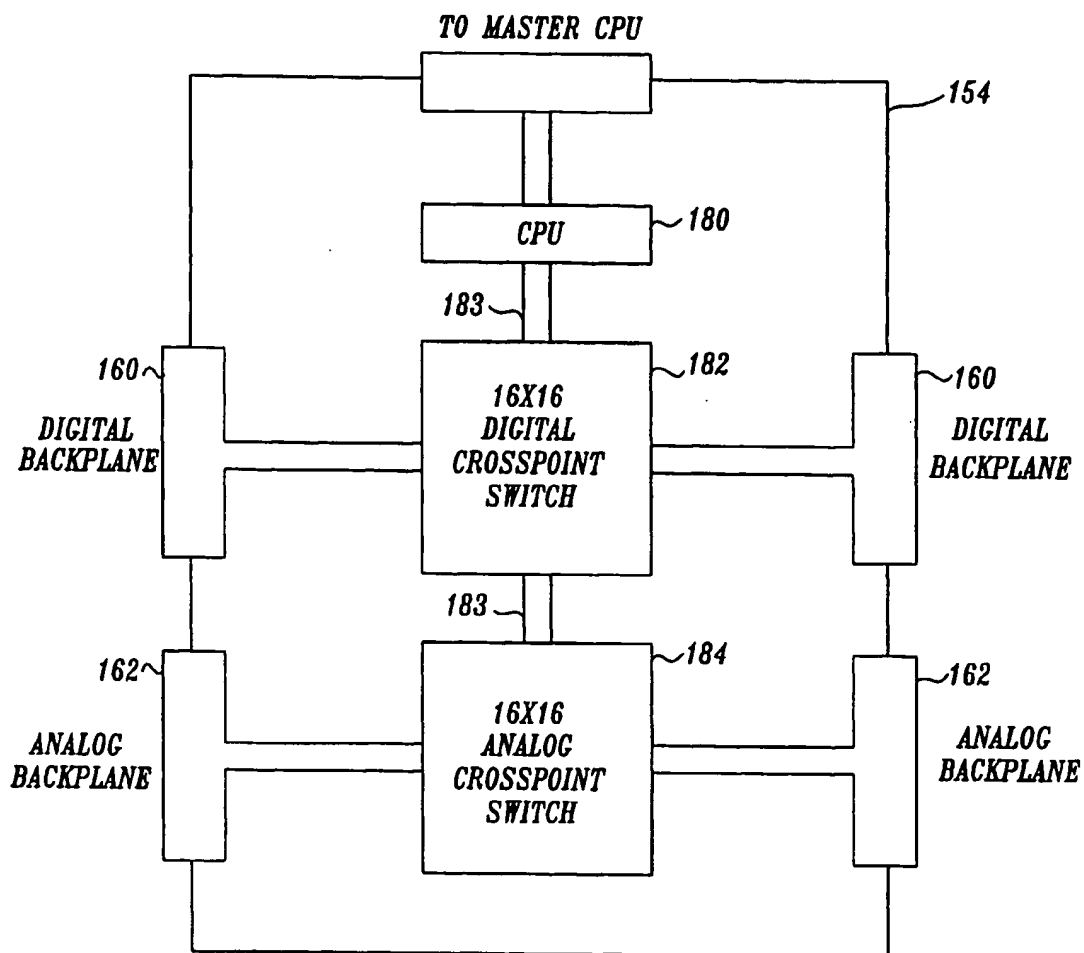 TO MASTER CPU
154
CPU
180
183
160
182
160
16X16
DIGITAL
CROSSPOINT
SWITCH
DIGITAL
BACKPLANE
DIGITAL
BACKPLANE
183
162
184
162
16X16
ANALOG
CROSSPOINT
SWITCH
ANALOG
BACKPLANE
ANALOG
BACKPLANE